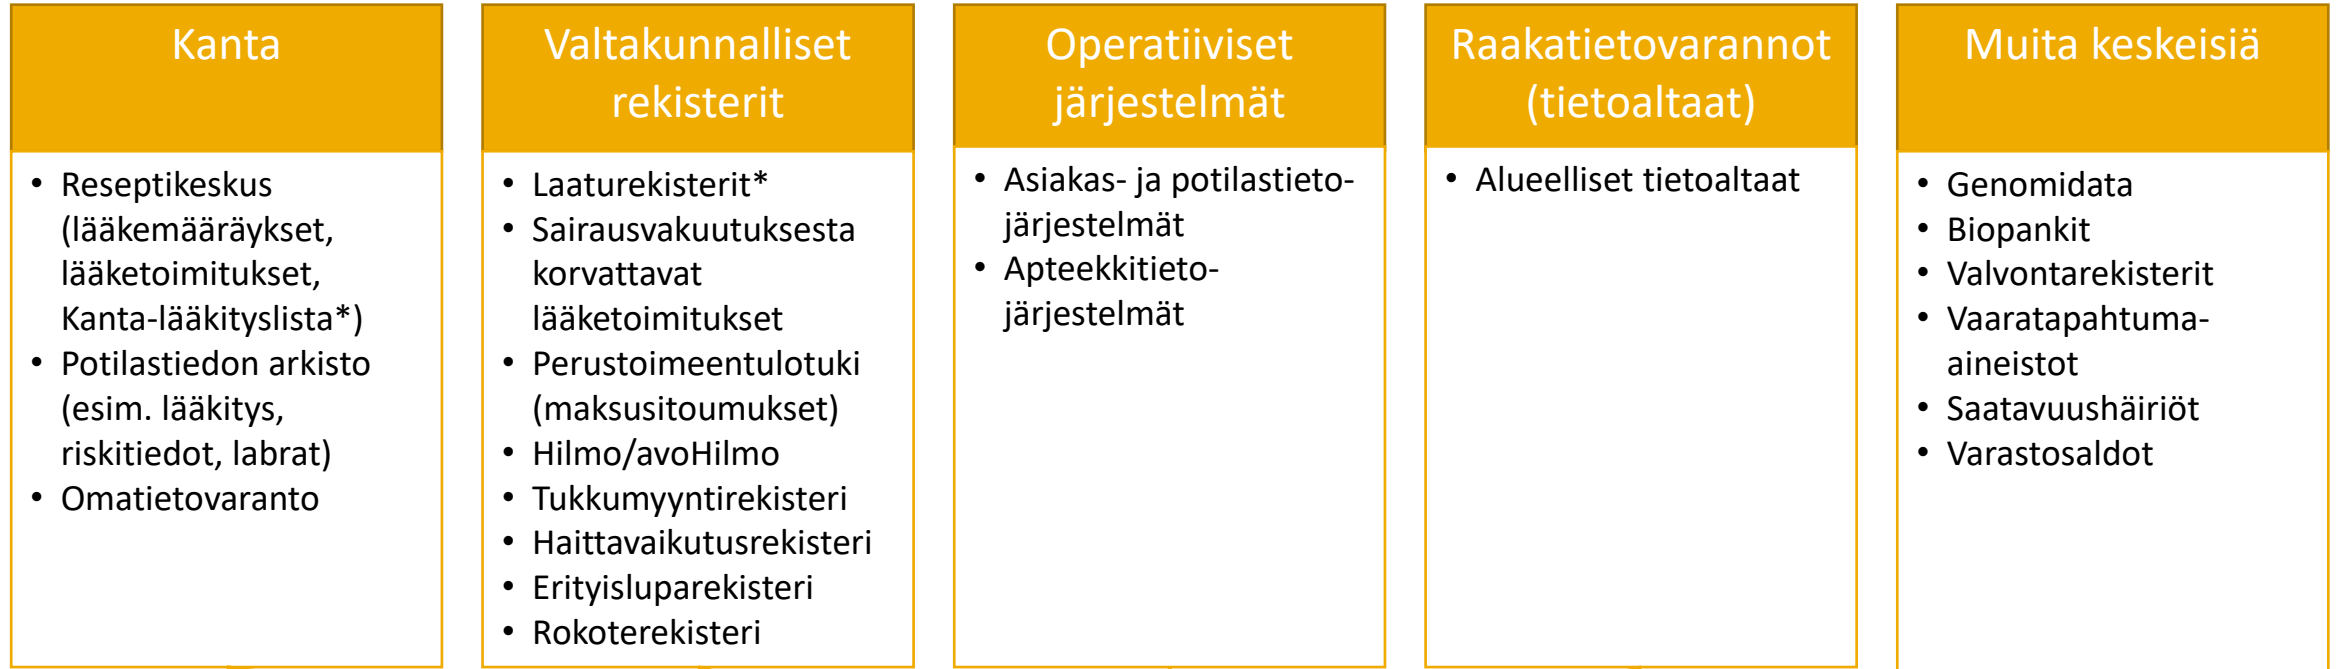 Kanta
• Reseptikeskus
(lääkemääräykset,
lääketoimitukset,
Kanta-lääkityslista*)
• Potilastiedon arkisto
(esim. lääkitys,
riskitiedot, labrat)
• Omatietovaranto
Valtakunnalliset
rekisterit
• Laaturekisterit*
• Sairausvakuutuksesta
korvattavat
lääketoimitukset
• Perustoimeentulotuki
(maksusitoumukset)
• Hilmo/avoHilmo
• Tukkumyyntirekisteri
• Haittavaikutusrekisteri
• Erityisluparekisteri
• Rokoterekisteri
Operatiiviset
järjestelmät
• Asiakas- ja potilastieto-
järjestelmät
• Apteekkitieto-
järjestelmät
Raakatietovarannot
(tietoaltaat)
• Alueelliset tietoaltaat
Muita keskeisiä
• Genomidata
• Biopankit
• Valvontarekisterit
• Vaaratapahtuma-
aineistot
• Saatavuushäiriöt
• Varastosaldot